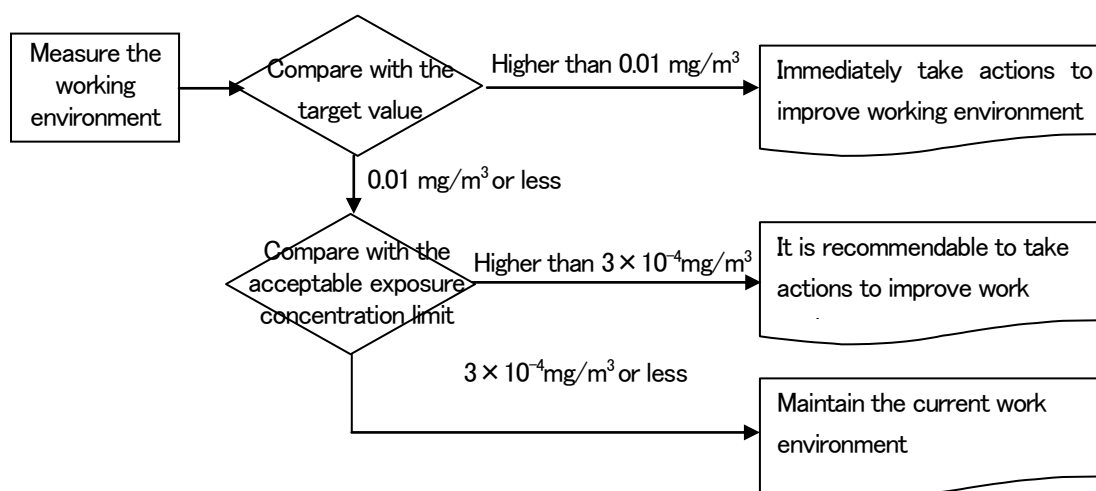 Measure the
working
environment
Compare with the
target value
Higher than 0.01 mg/m³
Immediately take actions to
improve working environment
0.01 mg/m³ or less
Compare with the
acceptable exposure
concentration limit
Higher than 3×10⁻⁴mg/m³
It is recommendable to take
actions to improve work
3×10⁻⁴mg/m³ or less
Maintain the current work
environment